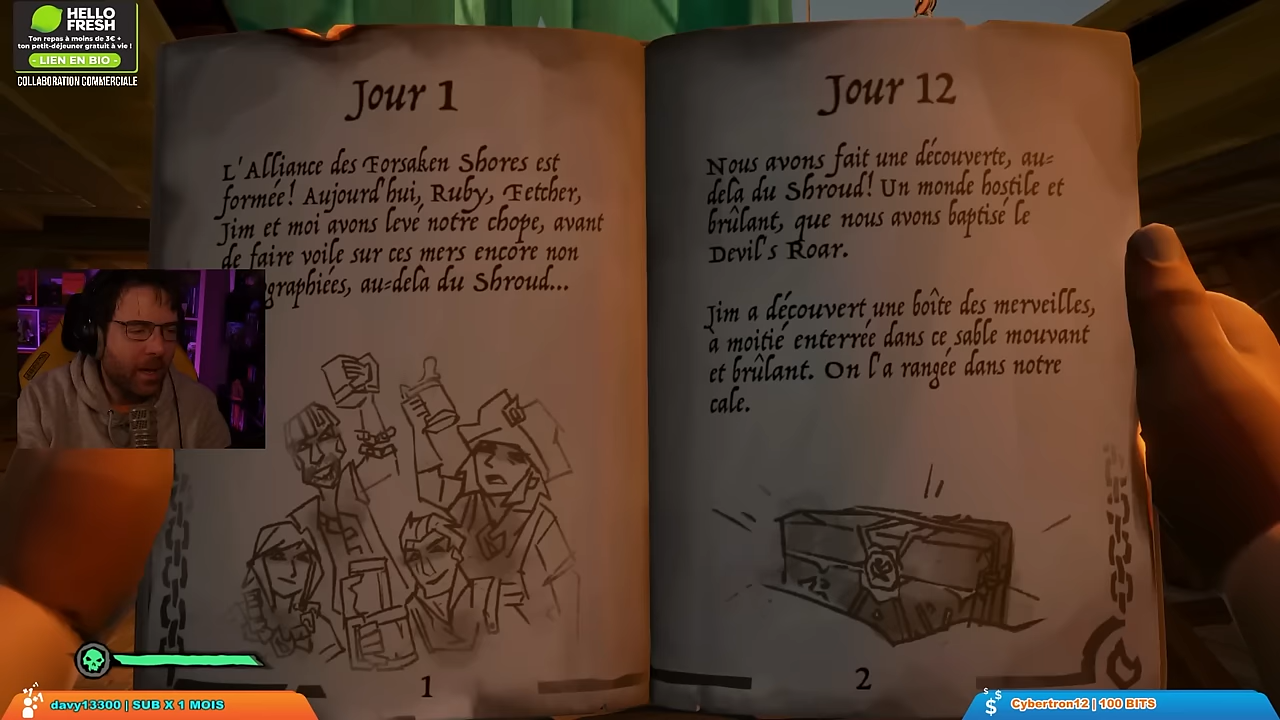 HELLO
FRESH
Ton repas à moins de 3€ +
ton petit-déjeuner gratuit à vie !
- LIEN EN BIO -
COLLABORATION COMMERCIALE
Jour 1
L'Alliance des Forsaken Shores est
formée! Aujourd'hui, Ruby, Fetcher,
Jim et moi avons levé notre chope, avant
de faire voile sur ces mers encore non
graphiées, au-delà du Shroud...
1
Jour 12
Nous avons fait une découverte, au-
delà du Shroud! Un monde hostile et
brûlant, que nous avons baptisé le
Devil's Roar.
Jim a découvert une boîte des merveilles,
à moitié enterrée dans ce sable mouvant
et brûlant. On l'a rangée dans notre
cale.
2
davy13300 | SUB X 1 MOIS
Cybertron12 | 100 BITS